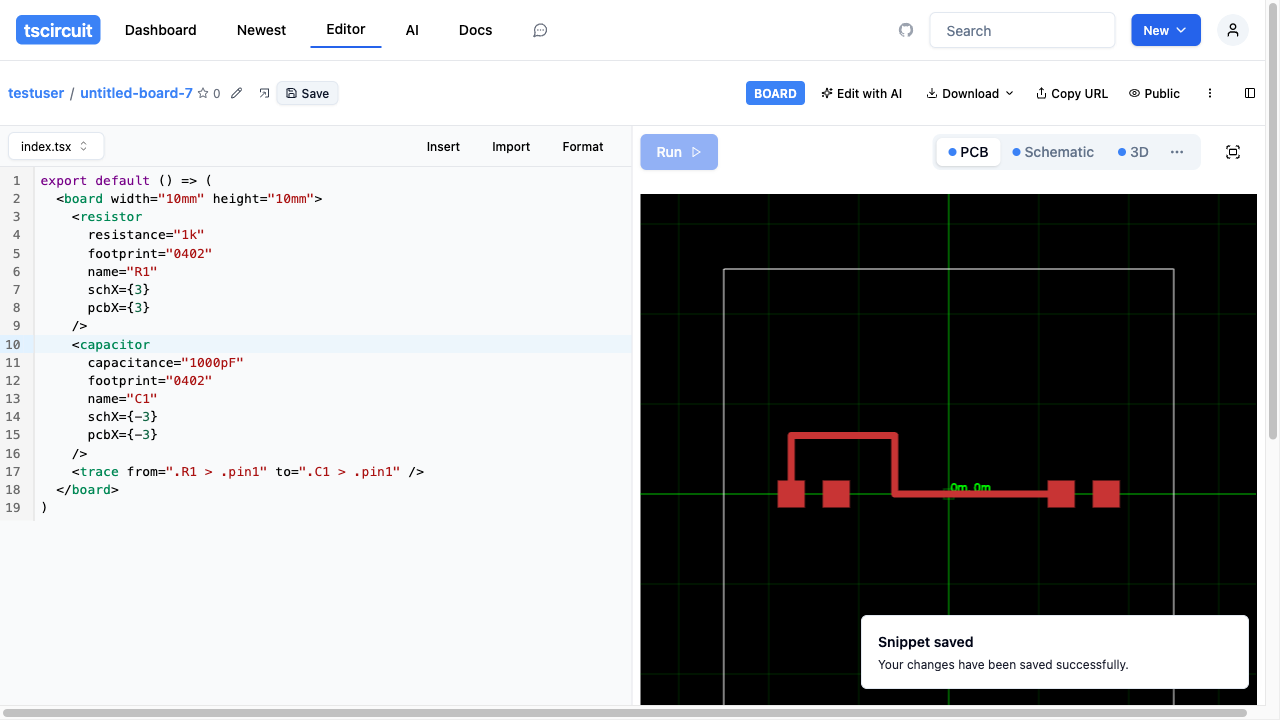 tscircuit Dashboard Newest Editor AI Docs Search New
testuser / untitled-board-7 0 Save BOARD Edit with AI Download Copy URL Public
index.tsx Insert Import Format Run PCB Schematic 3D
1 export default () => (
2 <board width="10mm" height="10mm">
3 <resistor
4 resistance="1k"
5 footprint="0402"
6 name="R1"
7 schX={3}
8 pcbX={3}
9 />
10 <capacitor
11 capacitance="1000pF"
12 footprint="0402"
13 name="C1"
14 schX={-3}
15 pcbX={-3}
16 />
17 <trace from=".R1 > .pin1" to=".C1 > .pin1" />
18 </board>
19 )
0m, 0m
Snippet saved
Your changes have been saved successfully.